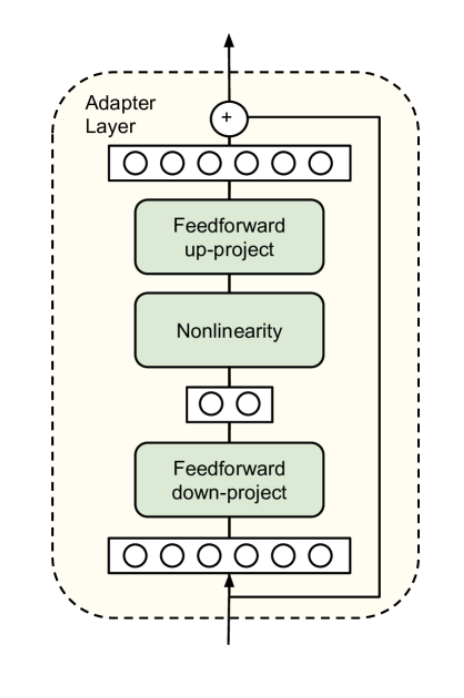 Adapter
Layer
+
Feedforward
up-project
Nonlinearity
Feedforward
down-project